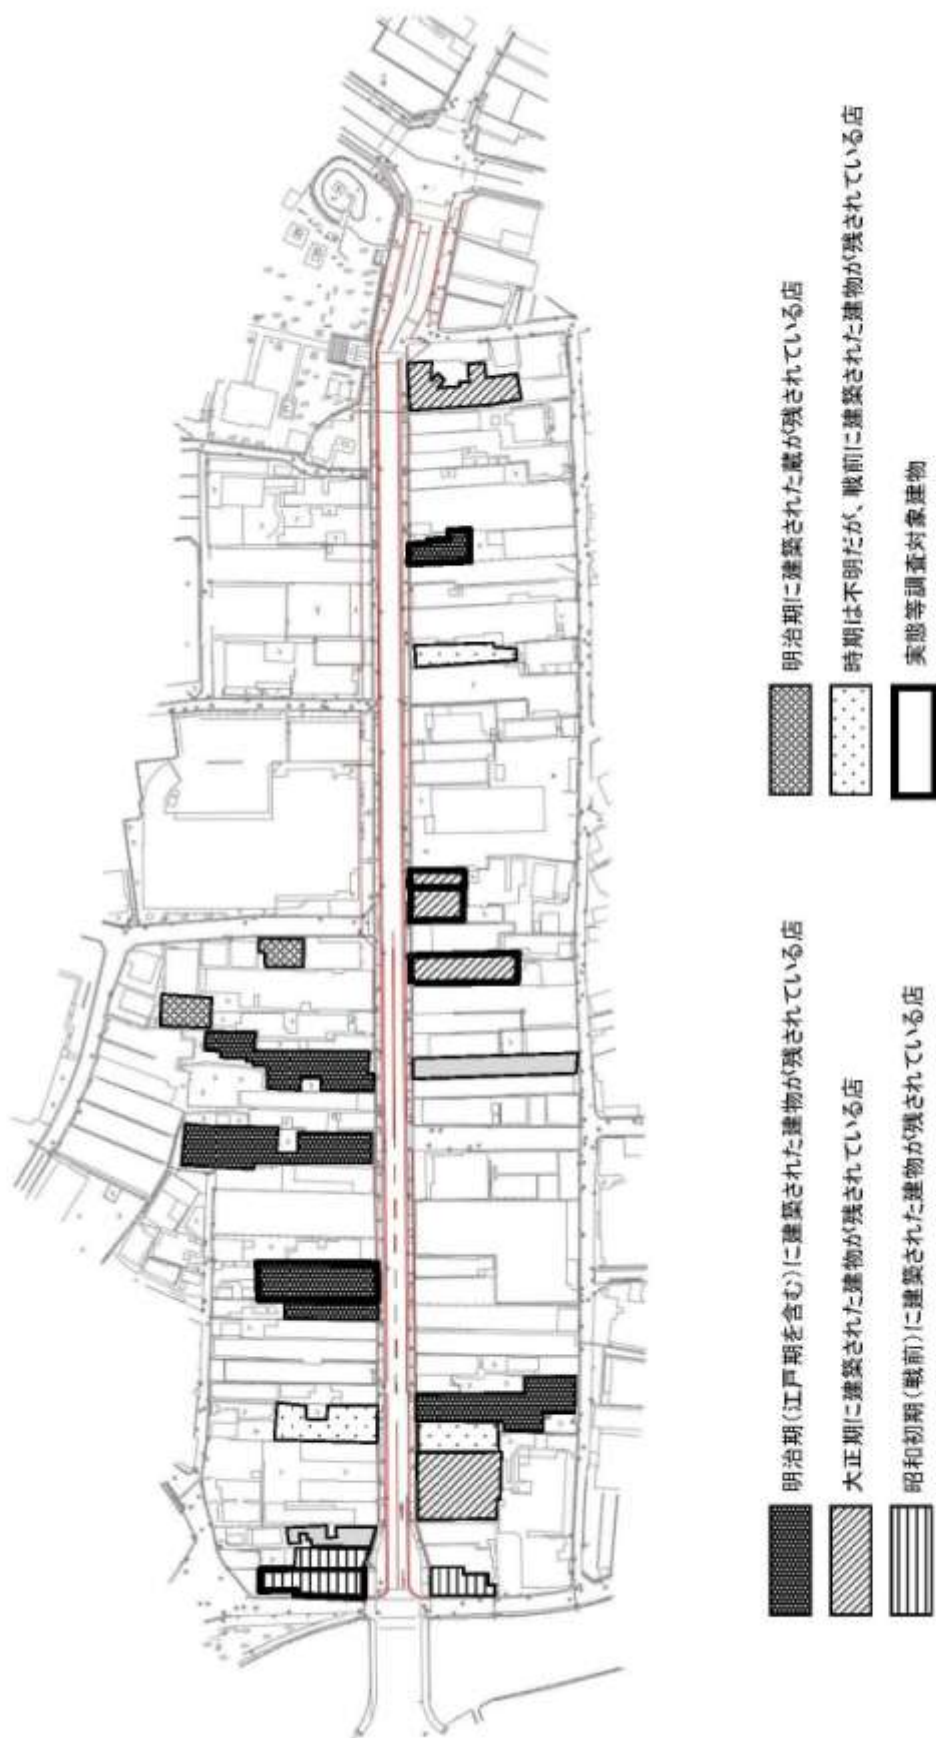 明治期(江戸期を含む)に建築された建物が残されている店
大正期に建築された建物が残されている店
昭和初期(戦前)に建築された建物が残されている店
明治期に建築された蔵が残されている店
時期は不明だが、戦前に建築された建物が残されている店
実態等調査対象建物